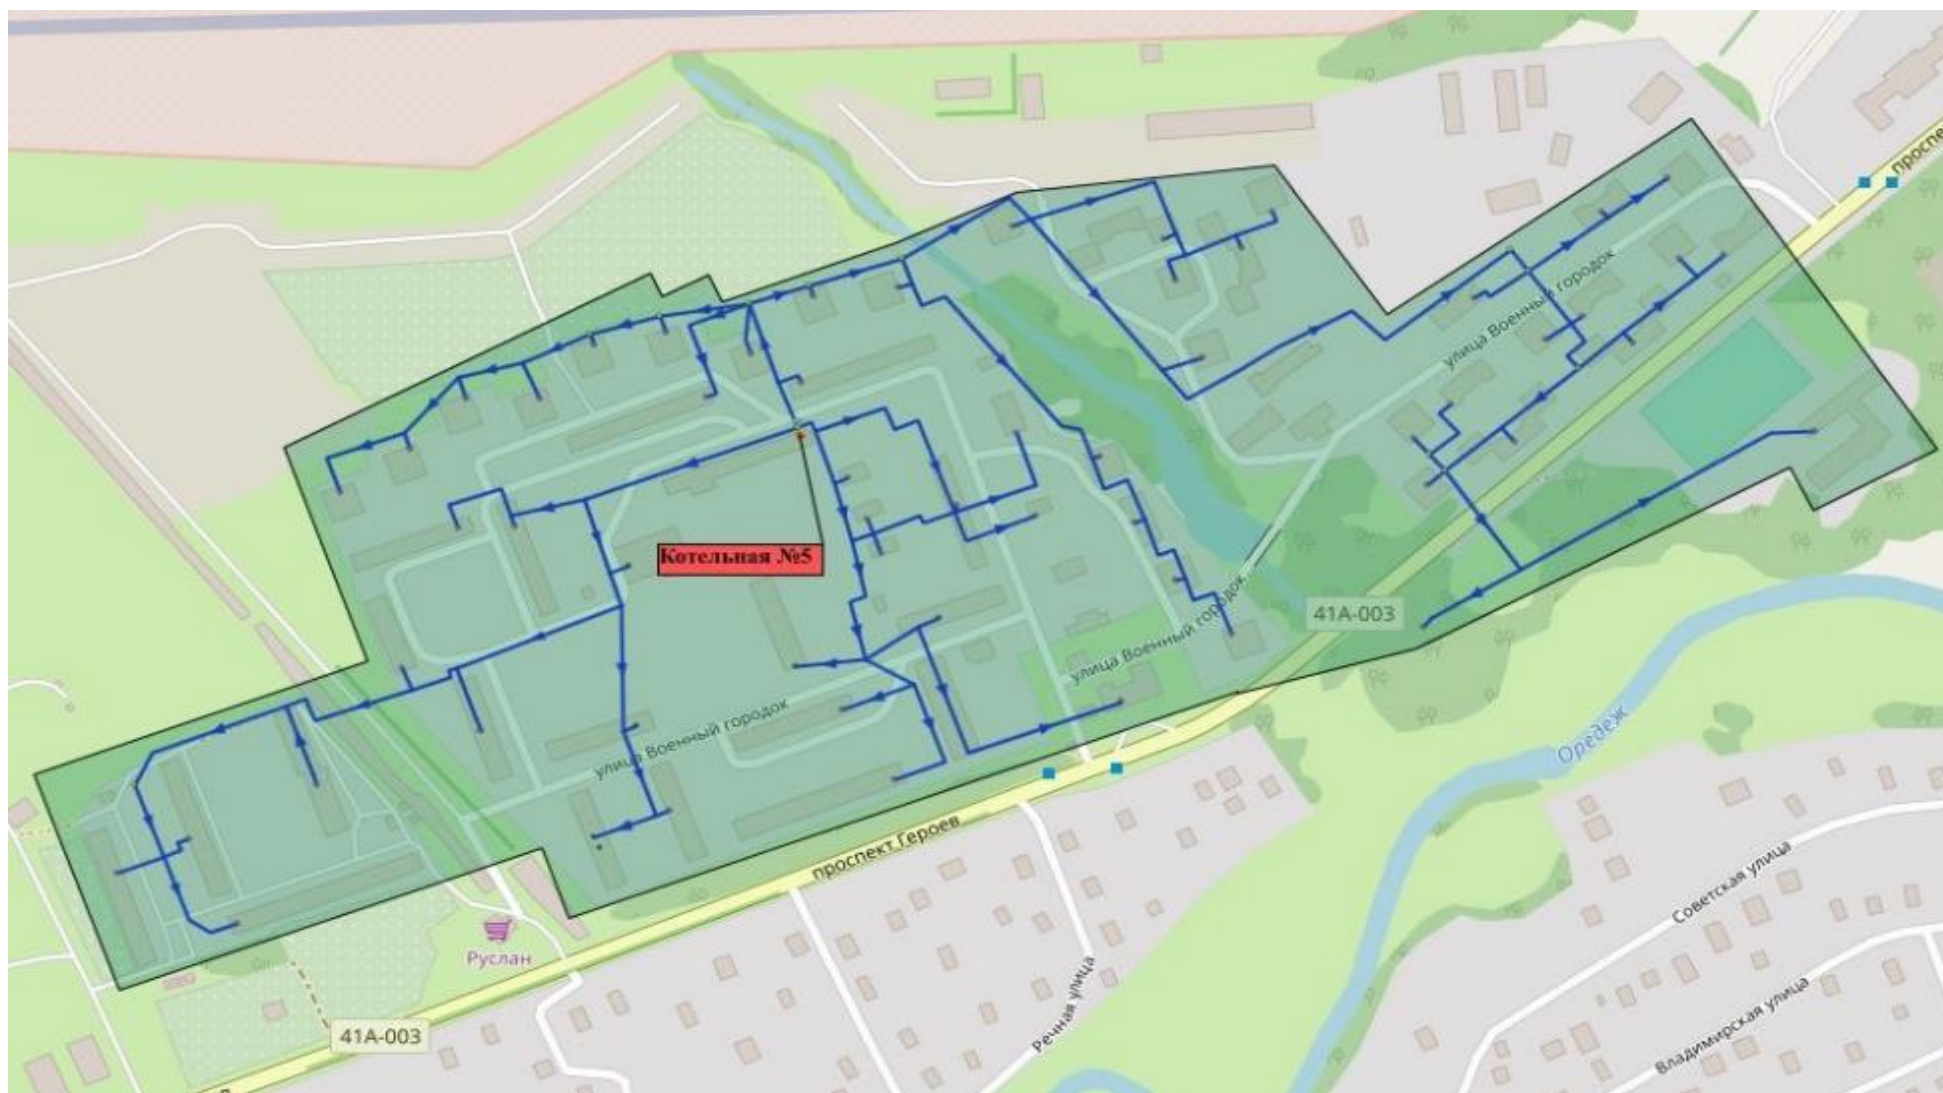 проспе
улица Военный городок
Котельная №5
41А-003
улица Военный городок
улица Военный городок
Оредеж
проспект Героев
Советская улица
Руслан
Речная улица
Владимирская улица
41А-003